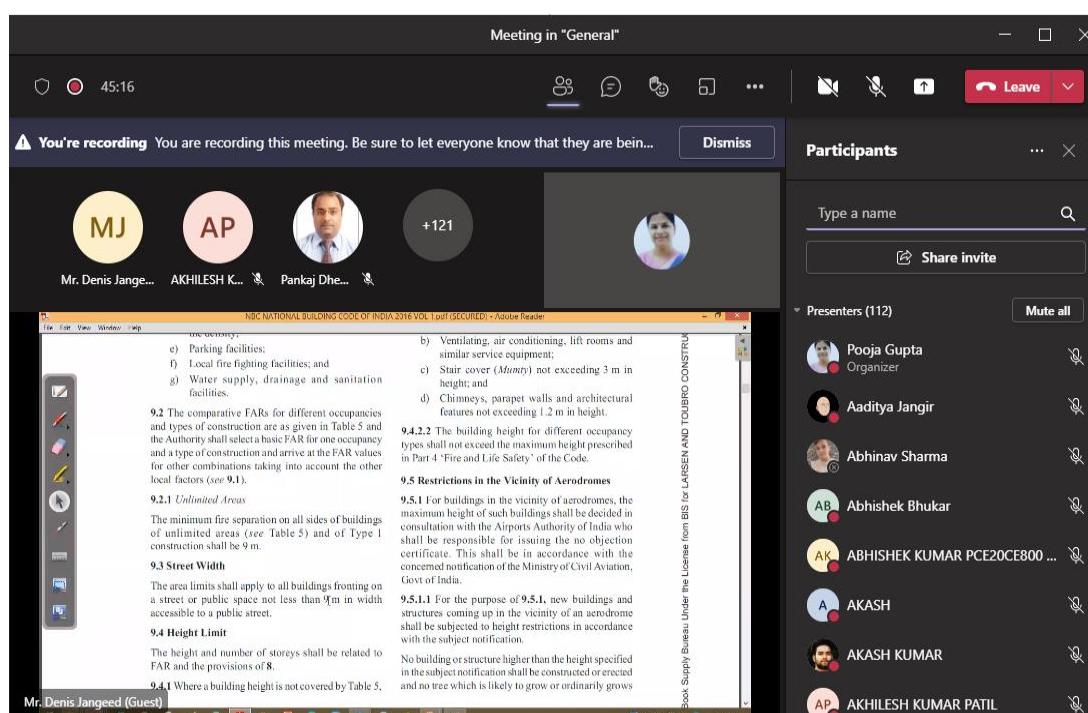 Meeting in "General"
45:16
Leave
You're recording You are recording this meeting. Be sure to let everyone know that they are bein...
Dismiss
MJ
AP
+121
Mr. Denis Jange...
AKHILESH K...
Pankaj Dhe...
NBC NATIONAL BUILDING CODE OF INDIA 2016 VOL 1.pdf (SECURED) - Adobe Reader
File Edit View Window Help
the density;
e) Parking facilities;
f) Local fire fighting facilities; and
g) Water supply, drainage and sanitation
facilities.
9.2 The comparative FARs for different occupancies
and types of construction are as given in Table 5 and
the Authority shall select a basic FAR for one occupancy
and a type of construction and arrive at the FAR values
for other combinations taking into account the other
local factors (see 9.1).
9.2.1 Unlimited Areas
The minimum fire separation on all sides of buildings
of unlimited areas (see Table 5) and of Type 1
construction shall be 9 m.
9.3 Street Width
The area limits shall apply to all buildings fronting on
a street or public space not less than 9 m in width
accessible to a public street.
9.4 Height Limit
The height and number of storeys shall be related to
FAR and the provisions of 8.
9.4.1 Where a building height is not covered by Table 5,
b) Ventilating, air conditioning, lift rooms and
similar service equipment;
c) Stair cover (Mumty) not exceeding 3 m in
height; and
d) Chimneys, parapet walls and architectural
features not exceeding 1.2 m in height.
9.4.2.2 The building height for different occupancy
types shall not exceed the maximum height prescribed
in Part 4 'Fire and Life Safety' of the Code.
9.5 Restrictions in the Vicinity of Aerodromes
9.5.1 For buildings in the vicinity of aerodromes, the
maximum height of such buildings shall be decided in
consultation with the Airports Authority of India who
shall be responsible for issuing the no objection
certificate. This shall be in accordance with the
concerned notification of the Ministry of Civil Aviation,
Govt of India.
9.5.1.1 For the purpose of 9.5.1, new buildings and
structures coming up in the vicinity of an aerodrome
shall be subjected to height restrictions in accordance
with the subject notification.
No building or structure higher than the height specified
in the subject notification shall be constructed or erected
and no tree which is likely to grow or ordinarily grows
ook Supply Bureau Under the License from BIS for LARSEN AND TOUBRO CONSTRU
Mr. Denis Jangeed (Guest)
Participants
Type a name
Share invite
Presenters (112)
Mute all
Pooja Gupta
Organizer
Aaditya Jangir
Abhinav Sharma
AB
Abhishek Bhukar
AK
ABHISHEK KUMAR PCE20CE800 ...
A
AKASH
AKASH KUMAR
AP
AKHILESH KUMAR PATIL